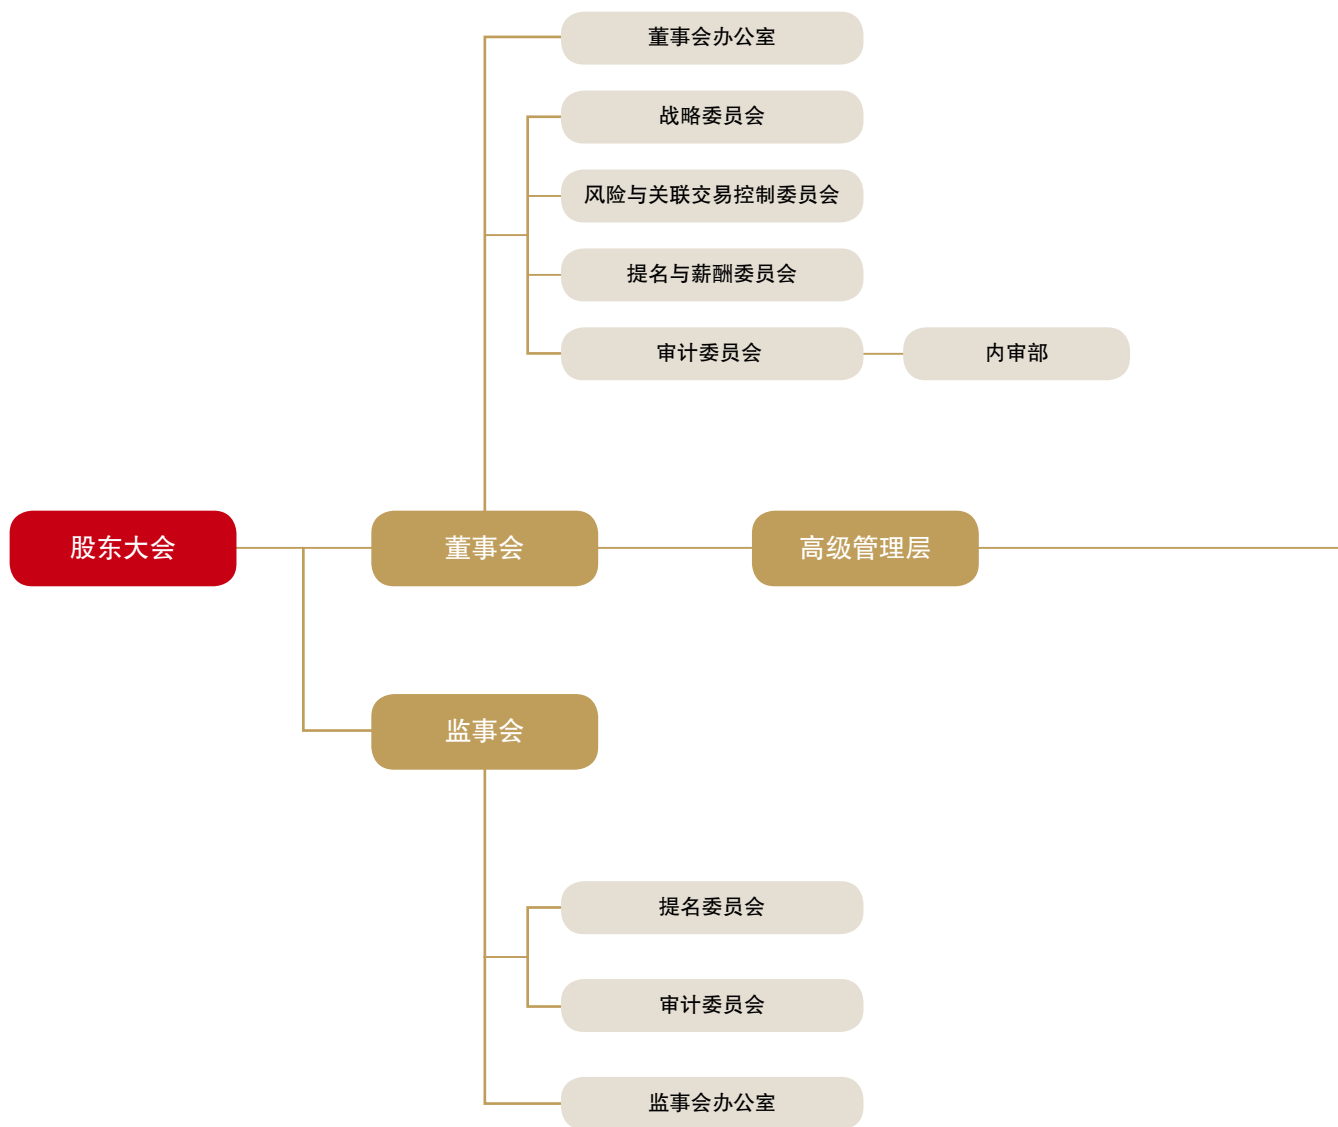 董事会办公室
战略委员会
风险与关联交易控制委员会
提名与薪酬委员会
审计委员会
内审部
股东大会
董事会
高级管理层
监事会
提名委员会
审计委员会
监事会办公室